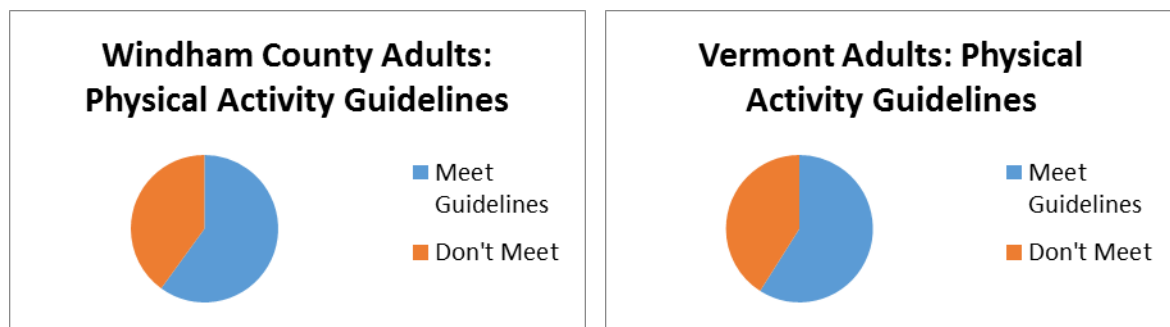 Windham County Adults:
Physical Activity Guidelines
Meet
Guidelines
Don't Meet
Vermont Adults: Physical
Activity Guidelines
Meet
Guidelines
Don't Meet